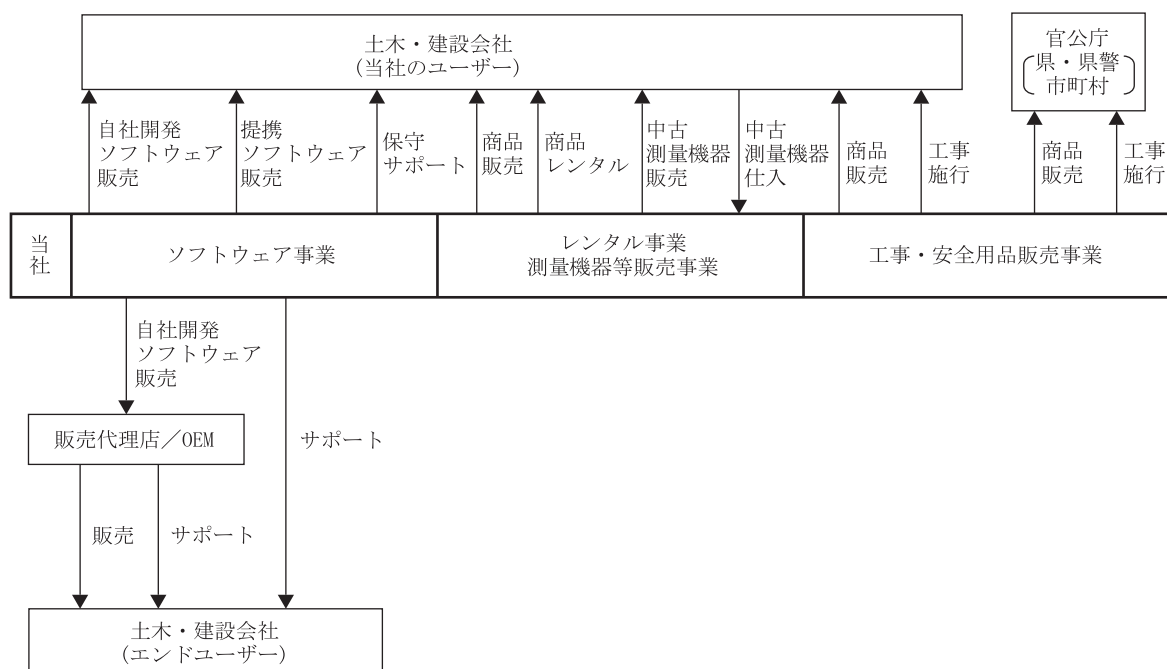 土木・建設会社
(当社のユーザー)
官公庁
県・県警
市町村
自社開発
ソフトウェア
販売
提携
ソフトウェア
販売
保守
サポート
商品
販売
商品
レンタル
中古
測量機器
販売
中古
測量機器
仕入
商品
販売
工事
施行
商品
販売
工事
施行
当社
ソフトウェア事業
レンタル事業
測量機器等販売事業
工事・安全用品販売事業
自社開発
ソフトウェア
販売
販売代理店／OEM
サポート
販売
サポート
土木・建設会社
(エンドユーザー)